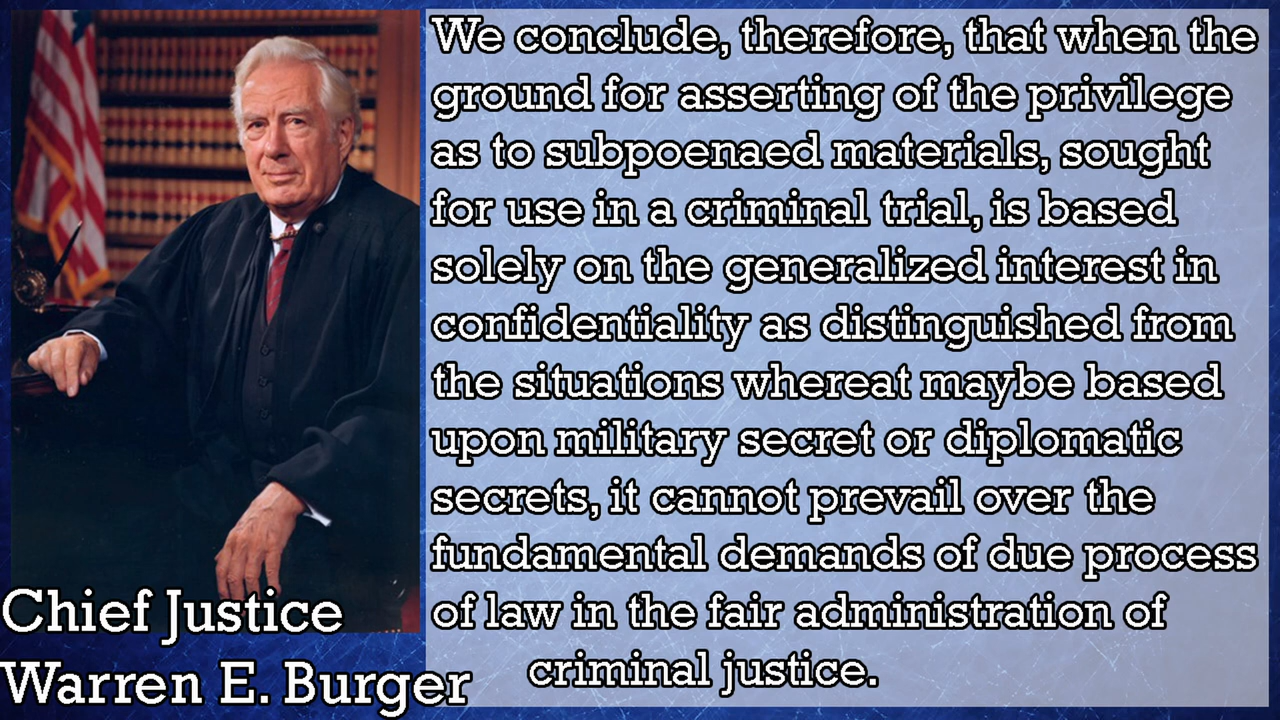 We conclude, therefore, that when the
ground for asserting of the privilege
as to subpoenaed materials, sought
for use in a criminal trial, is based
solely on the generalized interest in
confidentiality as distinguished from
the situations whereat maybe based
upon military secret or diplomatic
secrets, it cannot prevail over the
fundamental demands of due process
of law in the fair administration of
criminal justice.
Chief Justice
Warren E. Burger